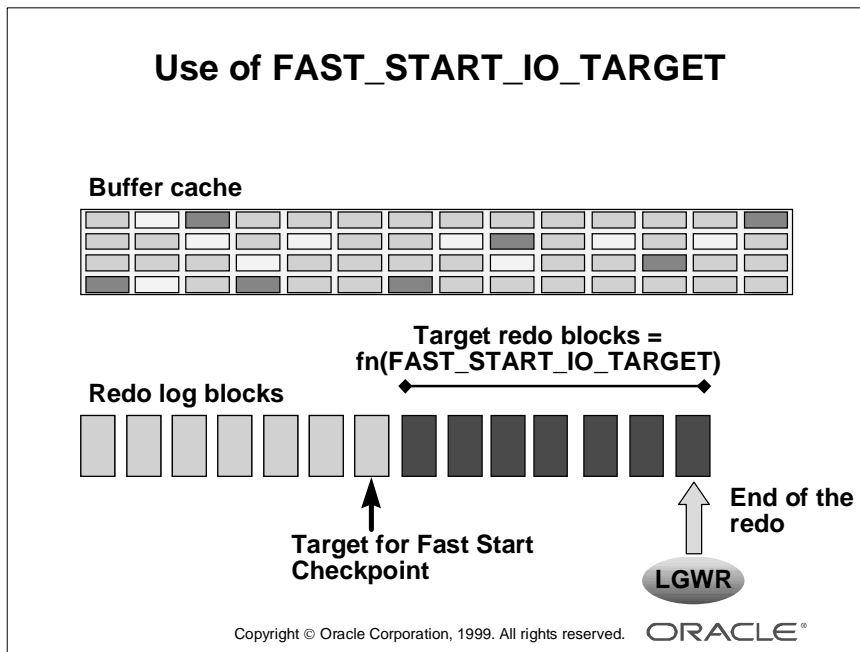 Use of FAST_START_IO_TARGET
Buffer cache
Target redo blocks =
fn(FAST_START_IO_TARGET)
Redo log blocks
Target for Fast Start
Checkpoint
End of the
redo
LGWR
Copyright © Oracle Corporation, 1999. All rights reserved.
ORACLE®